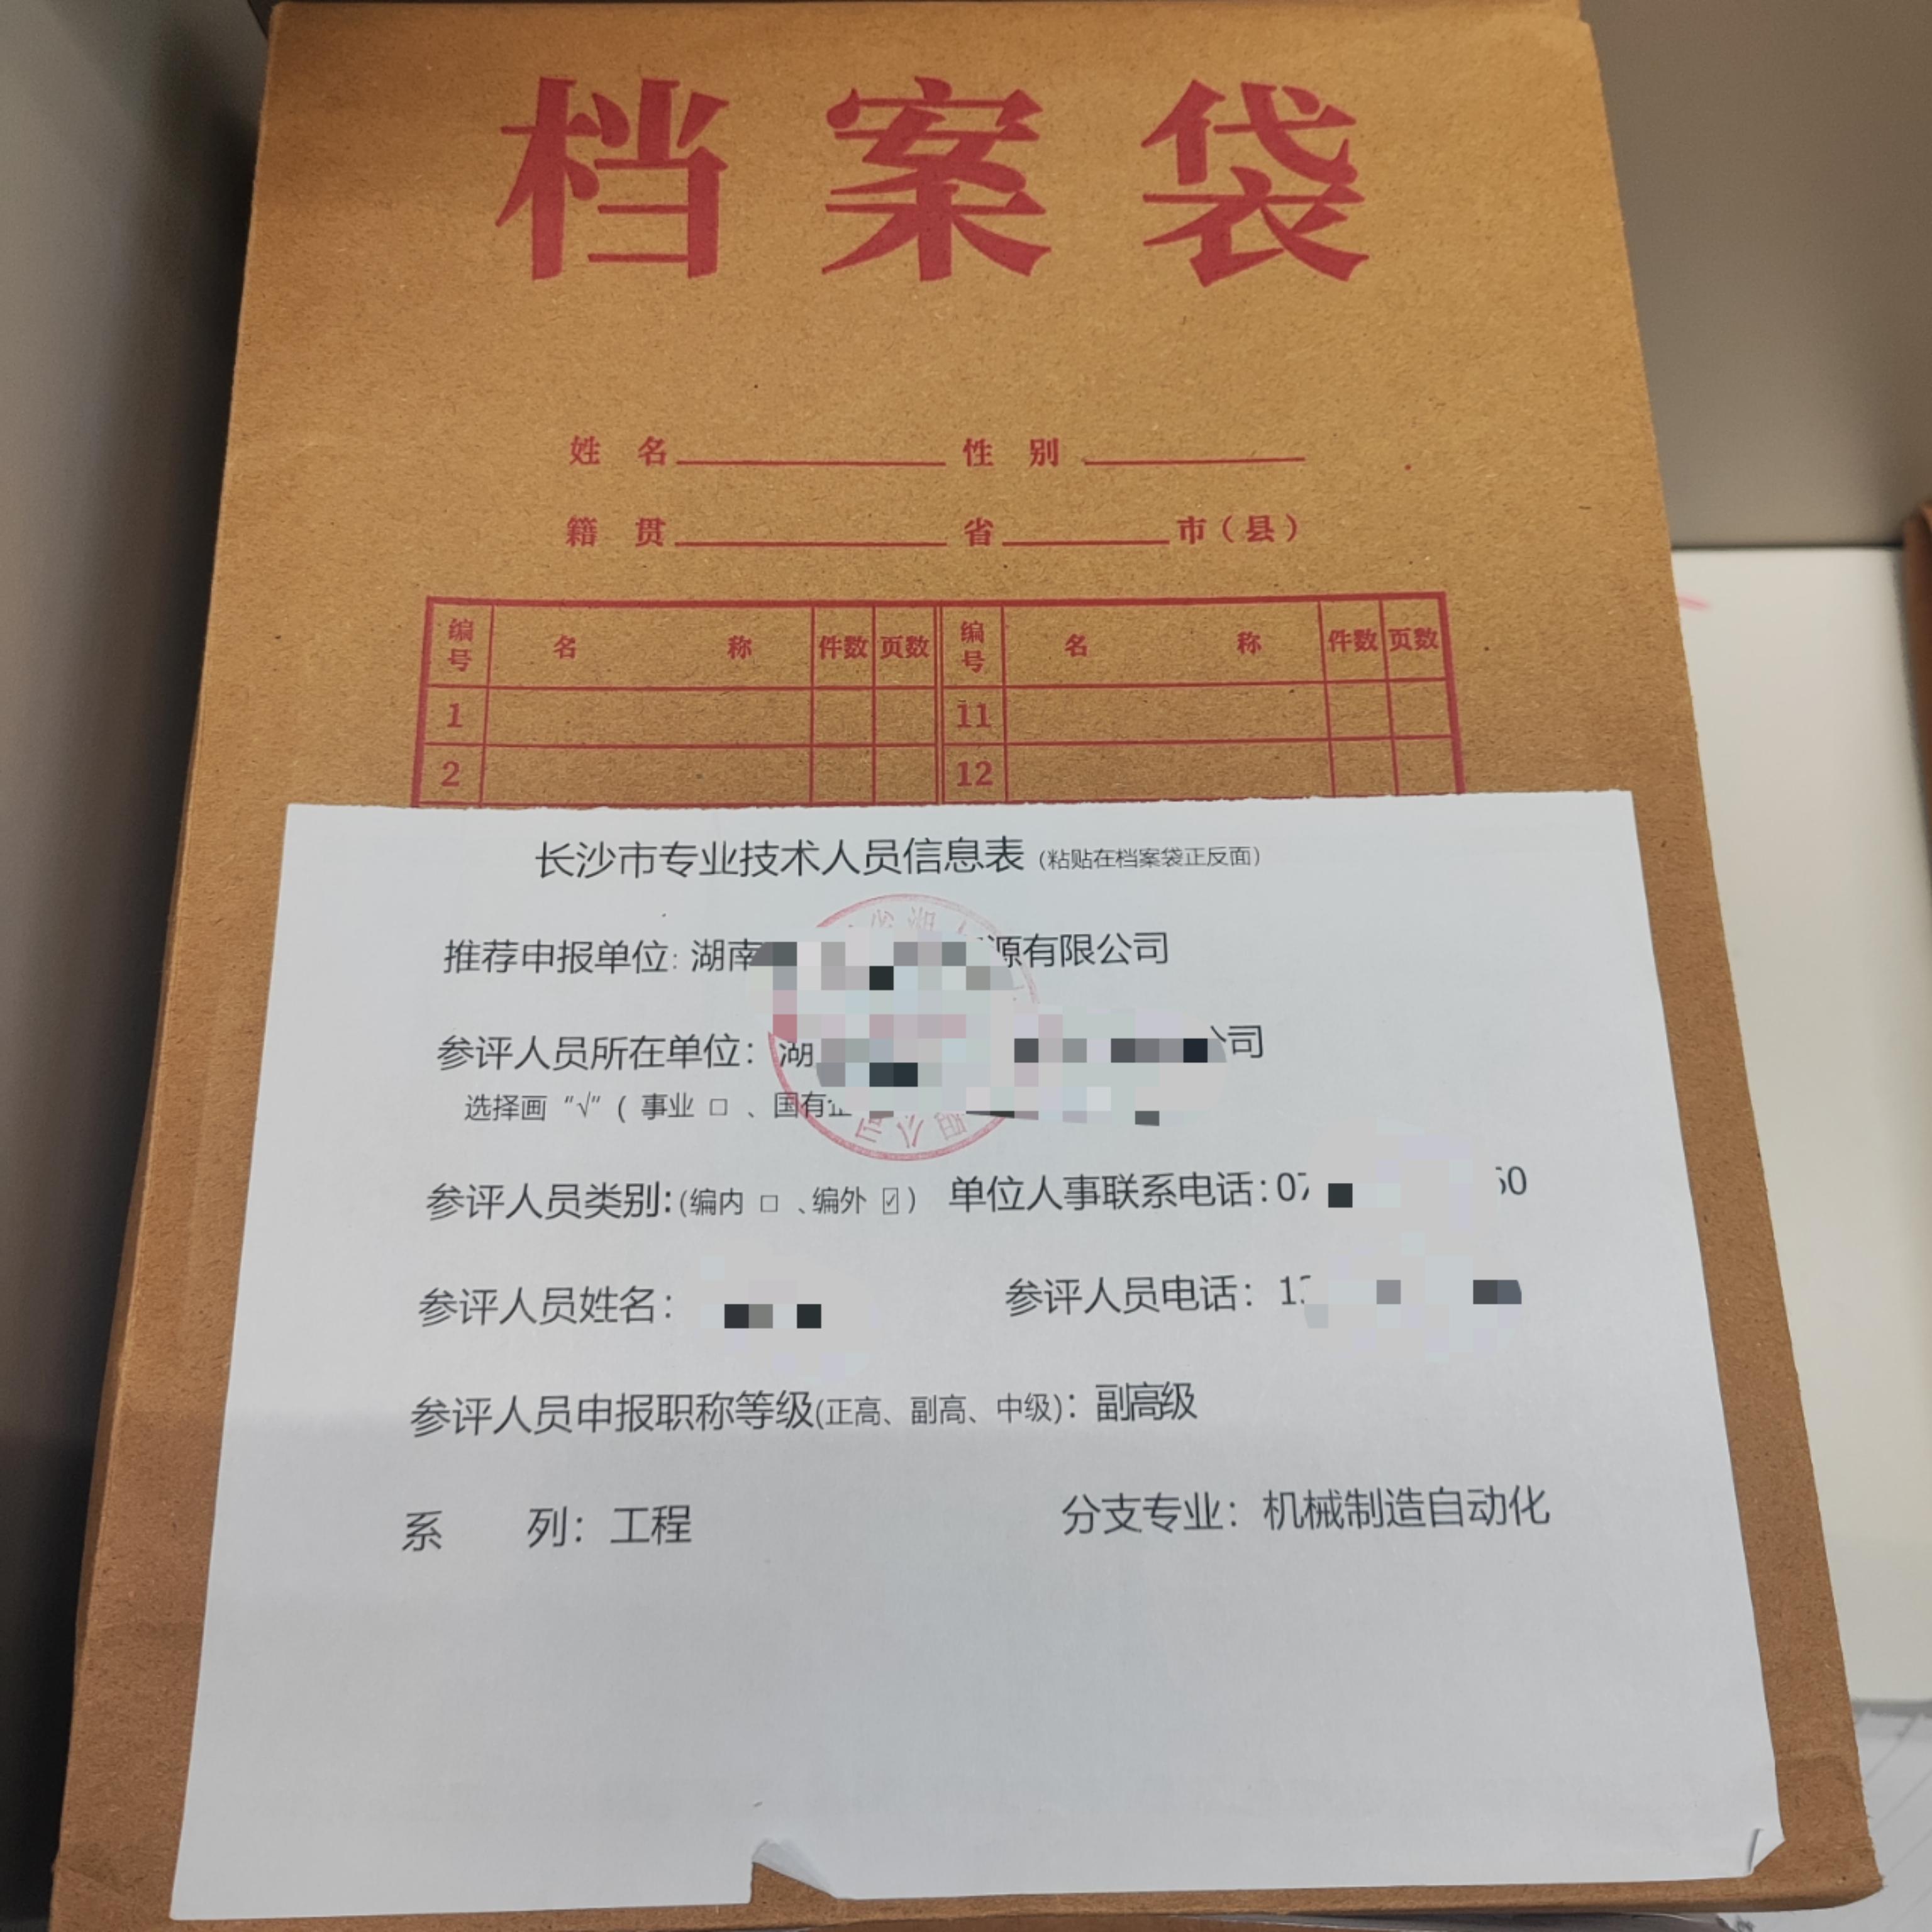 档案袋
姓 名 性 别
籍 贯 省 市(县)
编号 名 称 件数 页数 编号 名 称 件数 页数
1 11
2 12
长沙市专业技术人员信息表(粘贴在档案袋正反面)
推荐申报单位:湖南 源有限公司
参评人员所在单位:湖 公司
选择画“√”( 事业 □ 、国有企
参评人员类别:(编内 □ 、编外 ☑) 单位人事联系电话:07 60
参评人员姓名: 参评人员电话:1
参评人员申报职称等级(正高、副高、中级):副高级
系 列:工程 分支专业:机械制造自动化